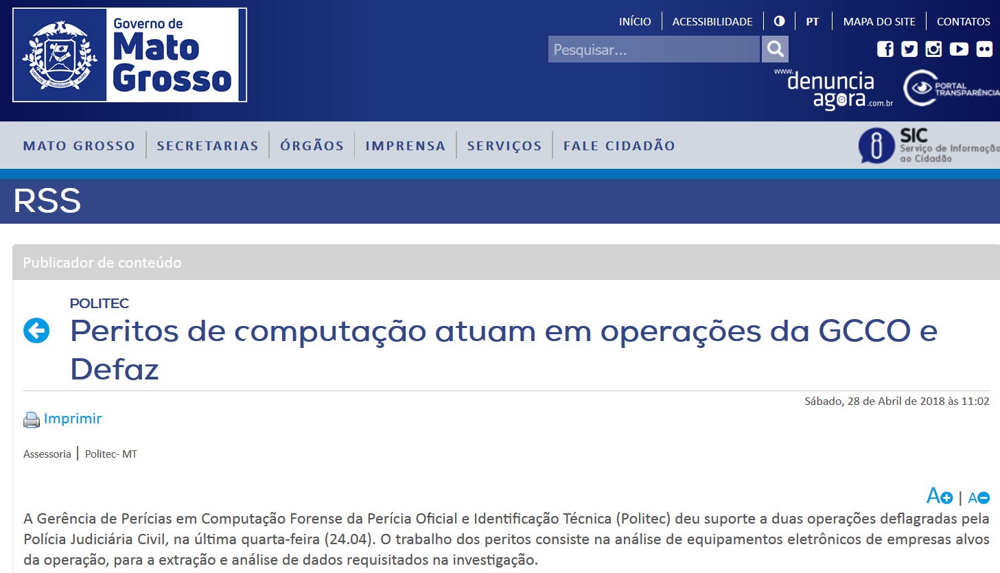 Governo de
Mato
Grosso
VIRTUTE PLUSQUAM AURO
INÍCIO
ACESSIBILIDADE
PT
MAPA DO SITE
CONTATOS
Pesquisar...
www.
denuncia
agora.com.br
PORTAL
TRANSPARÊNCIA
MATO GROSSO
SECRETARIAS
ÓRGÃOS
IMPRENSA
SERVIÇOS
FALE CIDADÃO
SIC
Serviço de Informação
ao Cidadão
RSS
Publicador de conteúdo
POLITEC
Peritos de computação atuam em operações da GCCO e
Defaz
Sábado, 28 de Abril de 2018 às 11:02
Imprimir
Assessoria | Politec- MT
A+ | A-
A Gerência de Perícias em Computação Forense da Perícia Oficial e Identificação Técnica (Politec) deu suporte a duas operações deflagradas pela
Polícia Judiciária Civil, na última quarta-feira (24.04). O trabalho dos peritos consiste na análise de equipamentos eletrônicos de empresas alvos
da operação, para a extração e análise de dados requisitados na investigação.